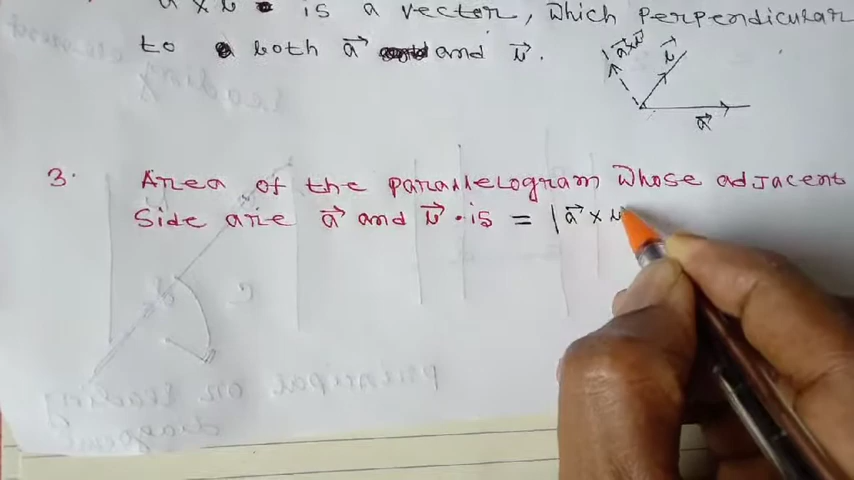 a × b is a vector, which perpendicular
to both a⃗ and b⃗.
a⃗×b⃗
b⃗
a⃗
3. Area of the parallelogram whose adjacent
side are a⃗ and b⃗ . is = |a⃗ × b